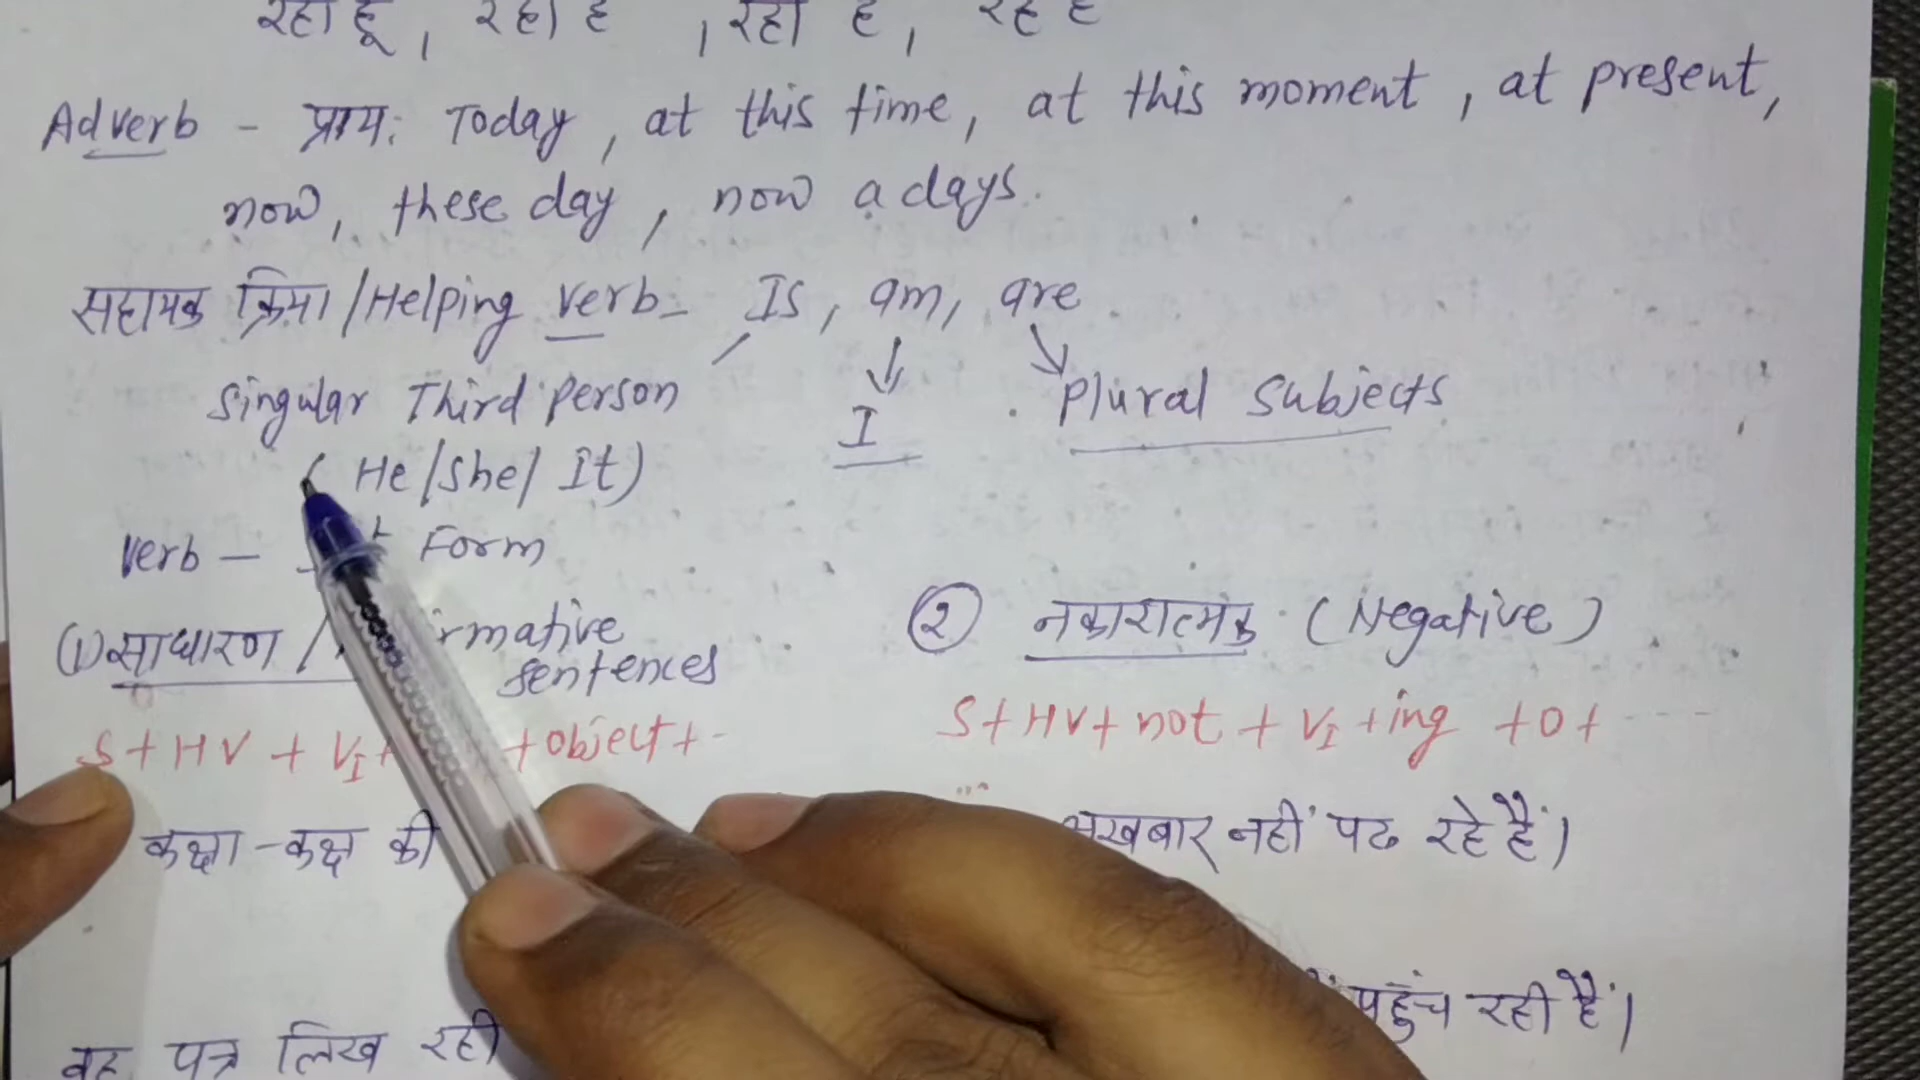 रहा हूँ, रहा है, रही है, रहे हैं
Adverb - प्राय: Today, at this time, at this moment, at present,
now, these day, now a days.
सहायक क्रिया/Helping verb - Is, am, are
Singular Third person I Plural Subjects
(He/She/It)
Verb - Form
(1) साधारण / sentences
(२) नकारात्मक (Negative)
S + HV + V1 + + object + -
S + HV + not + V1 + ing + O + ----
कक्षा-कक्ष की
अखबार नहीं पढ रहे हैं।
पहुँच रही हैं।
वह पत्र लिख रही